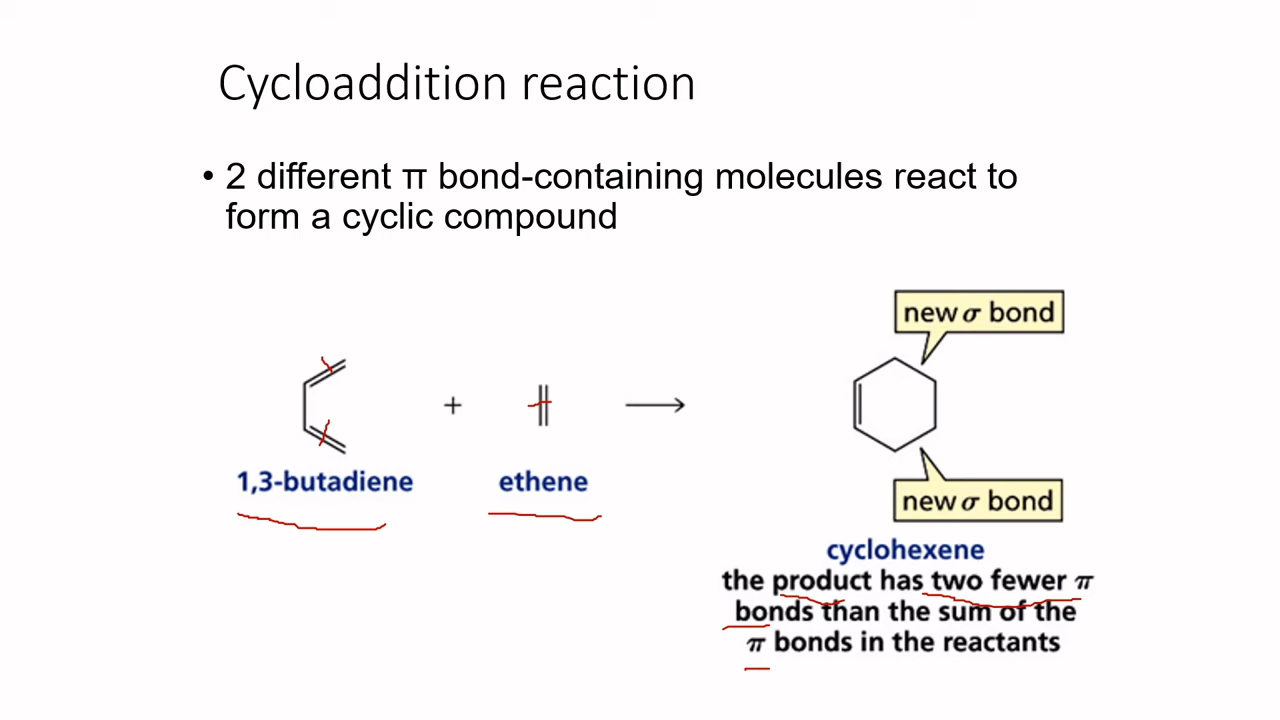 Cycloaddition reaction
• 2 different π bond-containing molecules react to
form a cyclic compound
new σ bond
+
1,3-butadiene
ethene
new σ bond
cyclohexene
the product has two fewer π
bonds than the sum of the
π bonds in the reactants